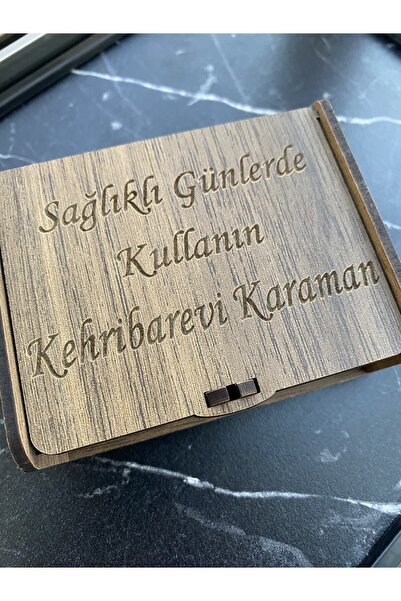 Sağlıklı Günlerde
Kullanın
Kehribarevi Karaman